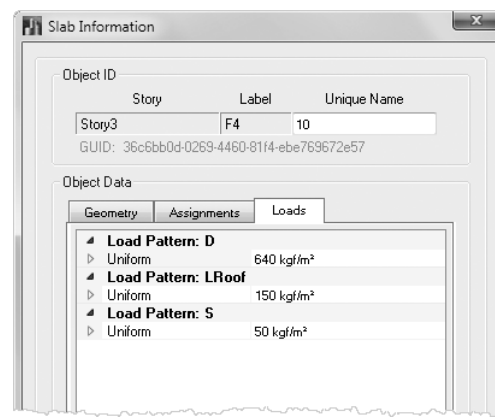 Slab Information
Object ID
Story Label Unique Name
Story3 F4 10
GUID: 36c6bb0d-0269-4460-81f4-ebe769672e57
Object Data
Geometry Assignments Loads
Load Pattern: D
Uniform 640 kgf/m²
Load Pattern: LRoof
Uniform 150 kgf/m²
Load Pattern: S
Uniform 50 kgf/m²